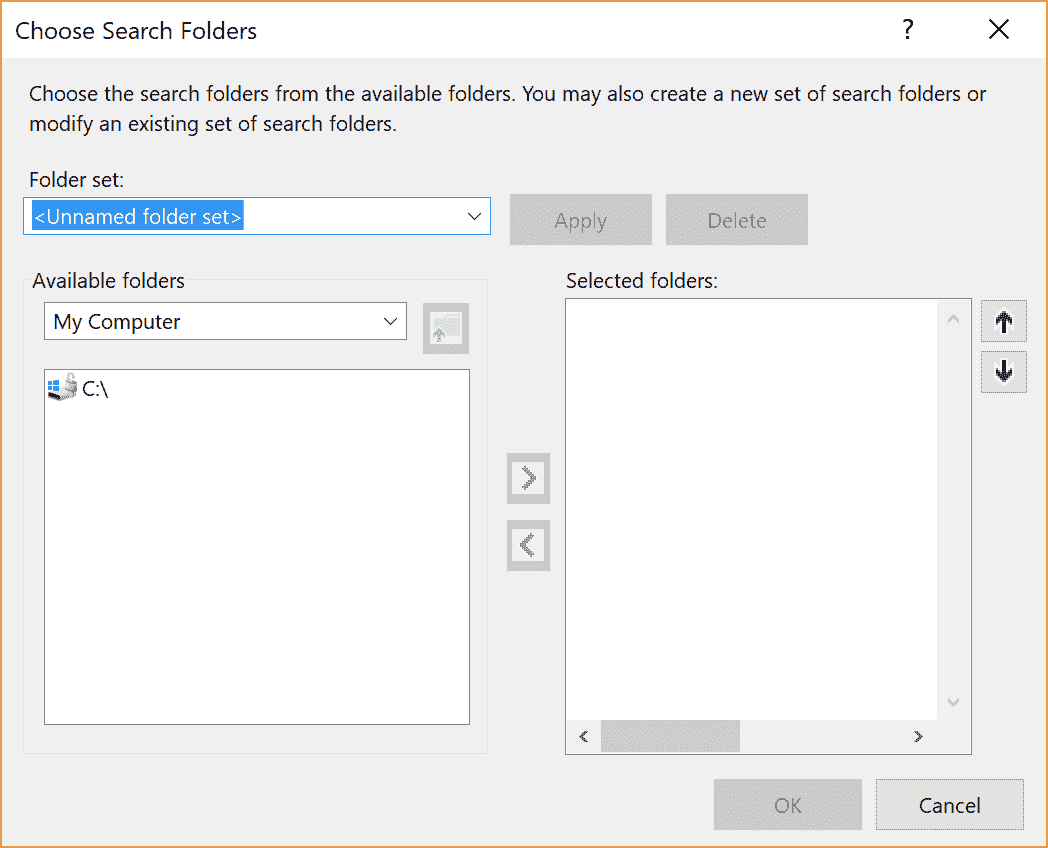 Choose Search Folders
?
Choose the search folders from the available folders. You may also create a new set of search folders or
modify an existing set of search folders.
Folder set:
<Unnamed folder set>
Apply
Delete
Available folders
Selected folders:
My Computer
C:\
OK
Cancel